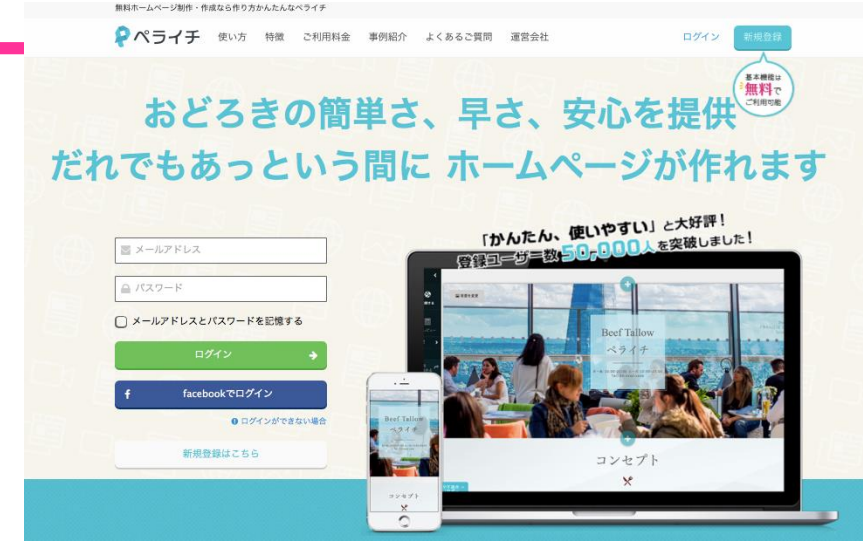 無料ホームページ制作・作成なら作り方かんたんなペライチ
ペライチ 使い方 特徴 ご利用料金 事例紹介 よくあるご質問 運営会社 ログイン 新規登録
基本機能は
無料で
ご利用可能
おどろきの簡単さ、早さ、安心を提供
だれでもあっという間に ホームページが作れます
「かんたん、使いやすい」と大好評!
登録ユーザー数50,000人を突破しました!
メールアドレス
パスワード
メールアドレスとパスワードを記憶する
ログイン
facebookでログイン
ログインができない場合
新規登録はこちら
Beef Tallow
ペライチ
コンセプト
Beef Tallow
ペライチ
コンセプト